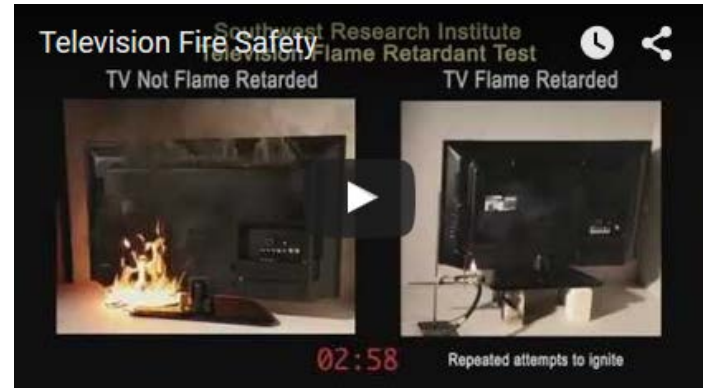 Television Fire Safety
Southwest Research Institute
Television Flame Retardant Test
TV Not Flame Retarded
TV Flame Retarded
02:58
Repeated attempts to ignite